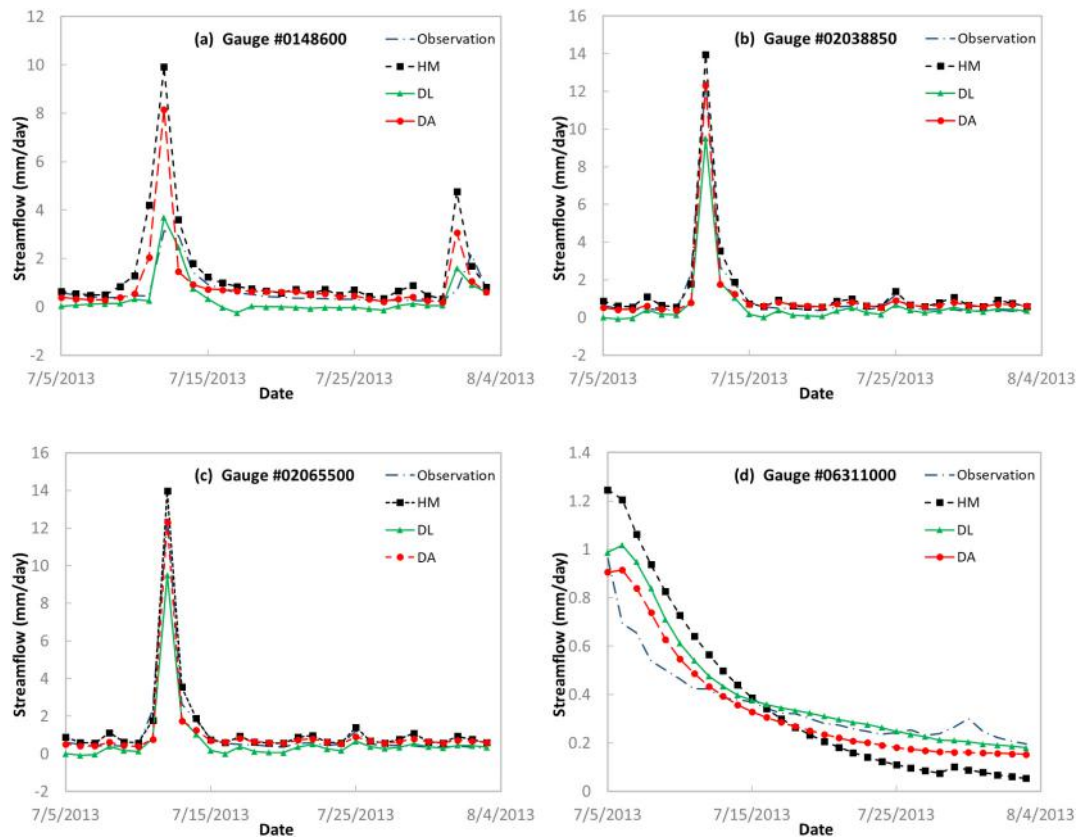 (a) Gauge #0148600
Observation
HM
DL
DA
Streamflow (mm/day)
12
10
8
6
4
2
0
-2
7/5/2013
7/15/2013
7/25/2013
8/4/2013
Date
(b) Gauge #02038850
Observation
HM
DL
DA
Streamflow (mm/day)
16
14
12
10
8
6
4
2
0
-2
7/5/2013
7/15/2013
7/25/2013
8/4/2013
Date
(c) Gauge #02065500
Observation
HM
DL
DA
Streamflow (mm/day)
16
14
12
10
8
6
4
2
0
-2
7/5/2013
7/15/2013
7/25/2013
8/4/2013
Date
(d) Gauge #06311000
Observation
HM
DL
DA
Streamflow (mm/day)
1.4
1.2
1
0.8
0.6
0.4
0.2
0
7/5/2013
7/15/2013
7/25/2013
8/4/2013
Date